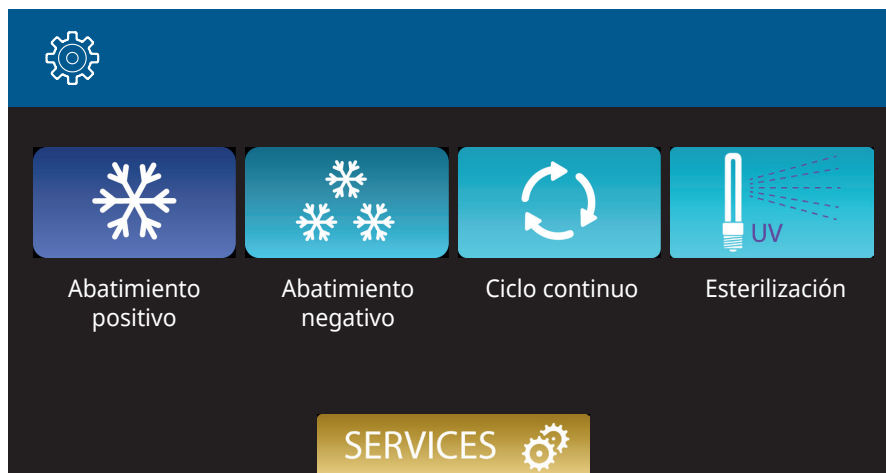 UV
Abatimiento
positivo
Abatimiento
negativo
Ciclo continuo
Esterilización
SERVICES